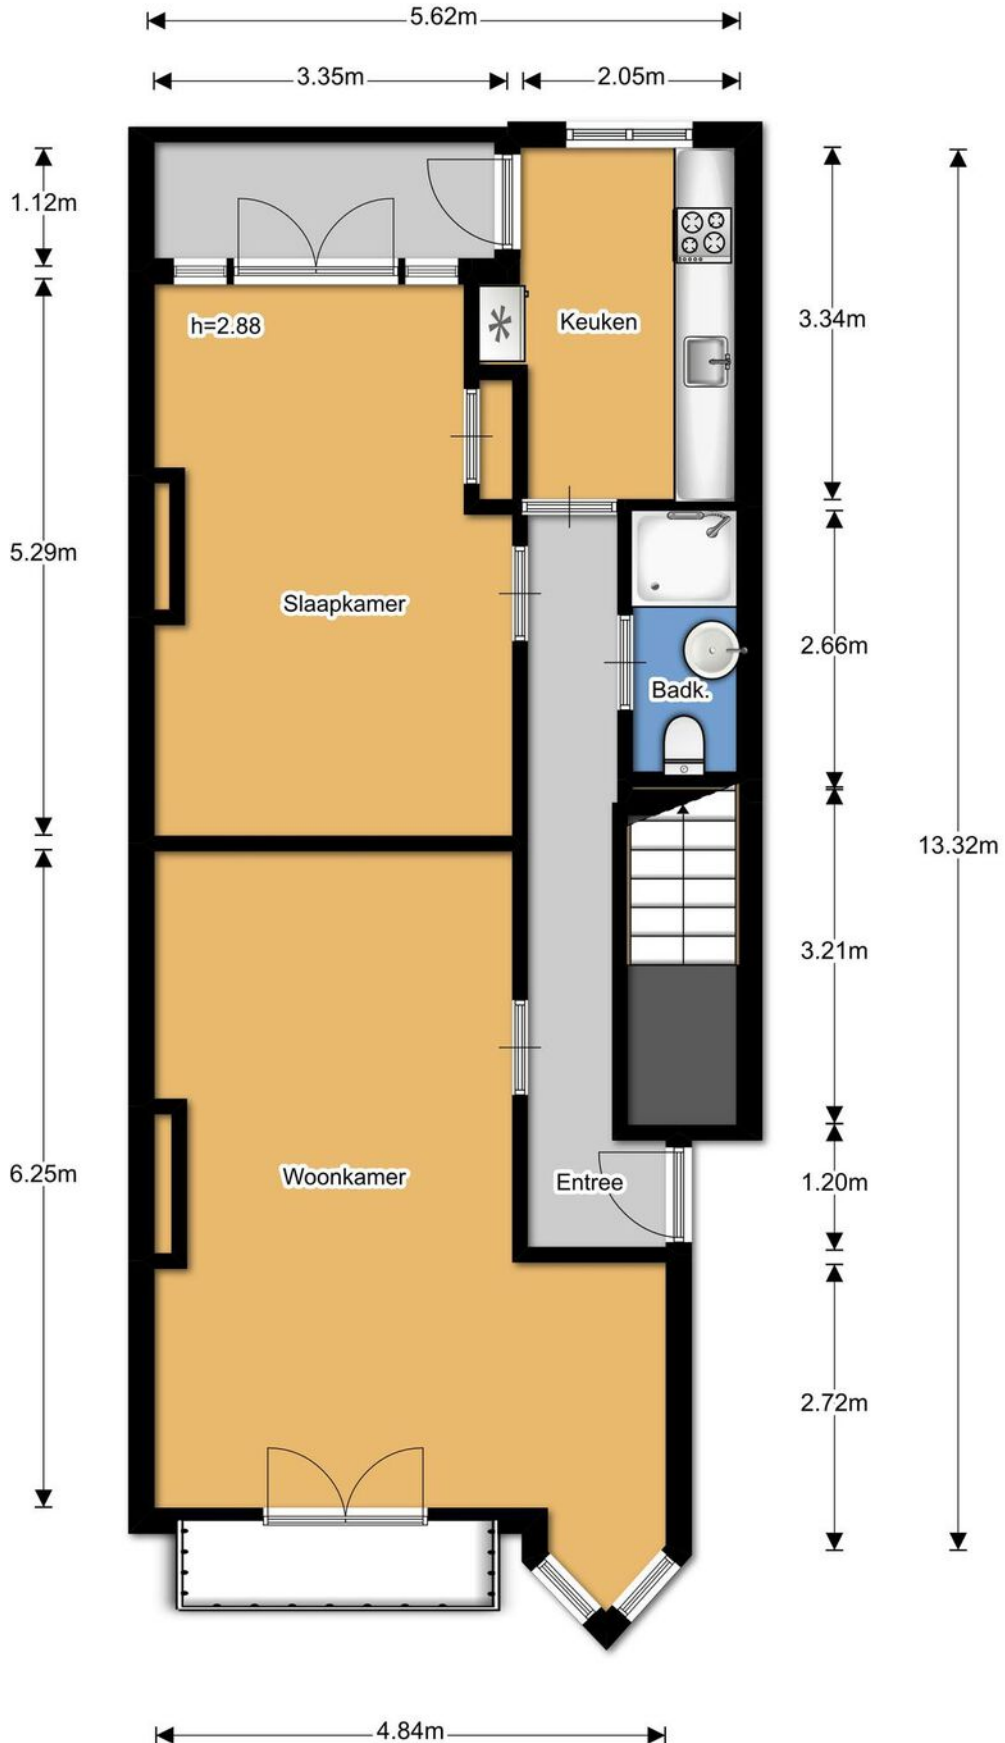 5.62m
3.35m
2.05m
1.12m
h=2.88
Keuken
3.34m
5.29m
Slaapkamer
2.66m
Badk.
13.32m
3.21m
6.25m
Woonkamer
Entree
1.20m
2.72m
4.84m